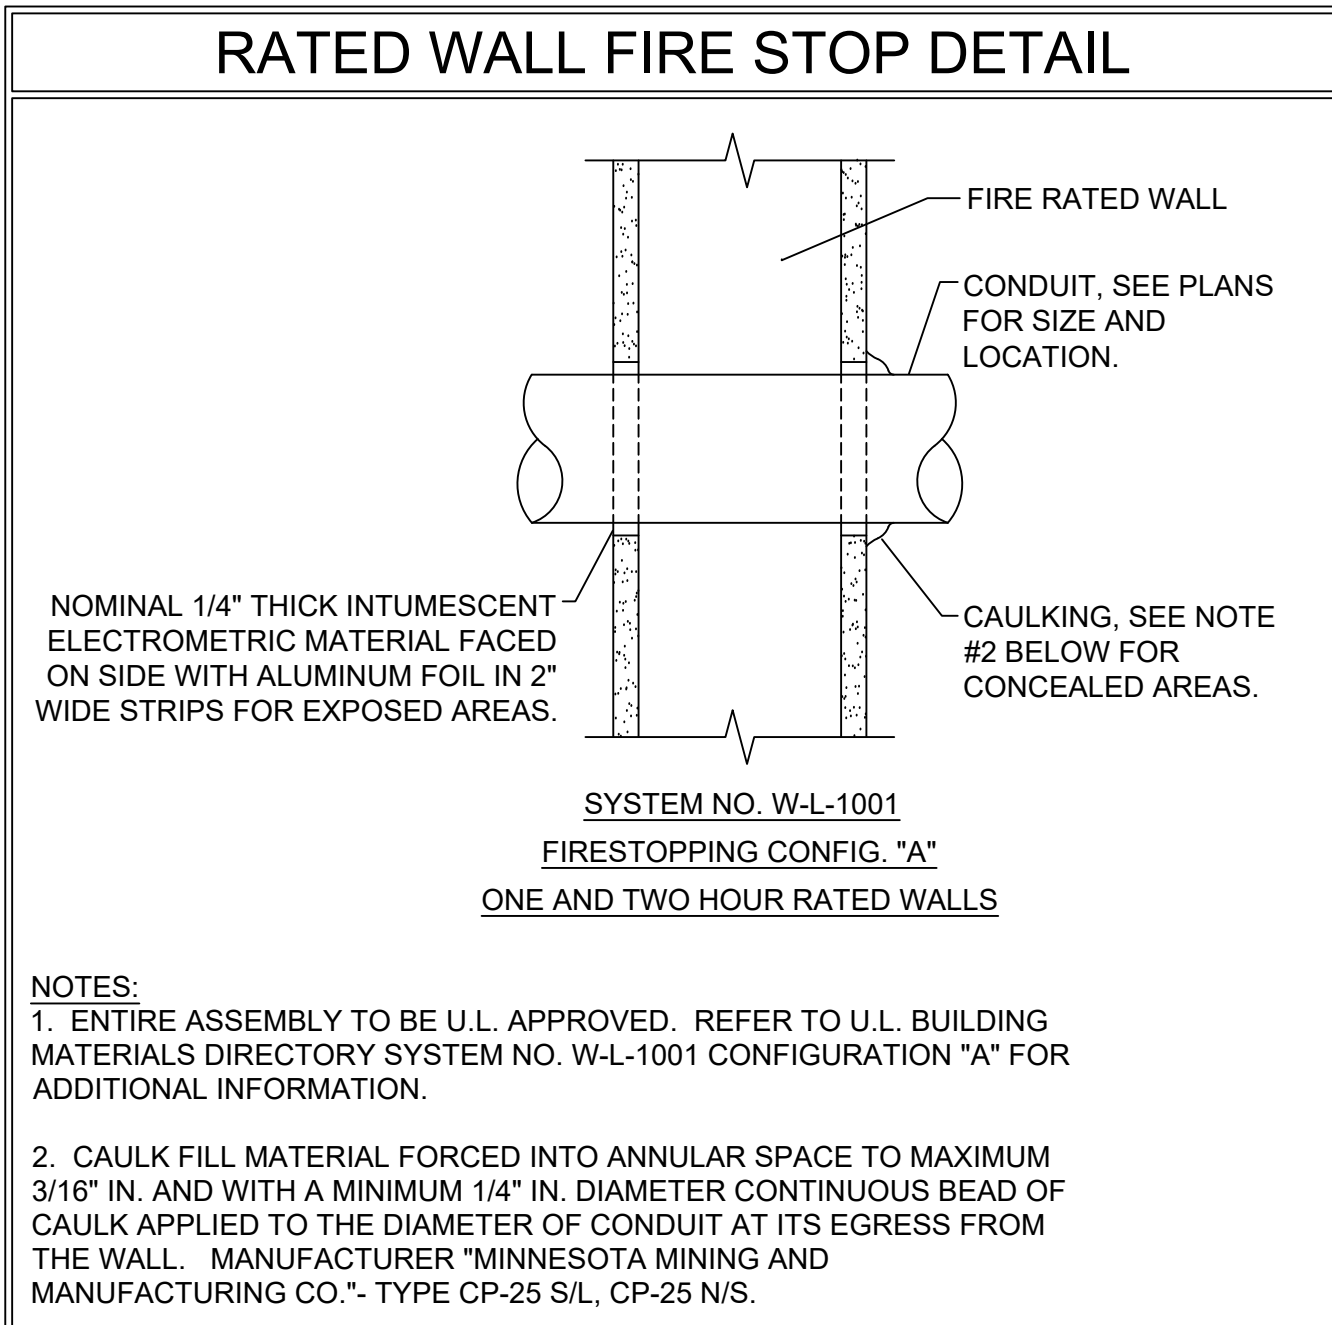 RATED WALL FIRE STOP DETAIL
FIRE RATED WALL
CONDUIT, SEE PLANS
FOR SIZE AND
LOCATION.
NOMINAL 1/4" THICK INTUMESCENT
ELECTROMETRIC MATERIAL FACED
ON SIDE WITH ALUMINUM FOIL IN 2"
WIDE STRIPS FOR EXPOSED AREAS.
CAULKING, SEE NOTE
#2 BELOW FOR
CONCEALED AREAS.
SYSTEM NO. W-L-1001
FIRESTOPPING CONFIG. "A"
ONE AND TWO HOUR RATED WALLS
NOTES:
1. ENTIRE ASSEMBLY TO BE U.L. APPROVED. REFER TO U.L. BUILDING
MATERIALS DIRECTORY SYSTEM NO. W-L-1001 CONFIGURATION "A" FOR
ADDITIONAL INFORMATION.
2. CAULK FILL MATERIAL FORCED INTO ANNULAR SPACE TO MAXIMUM
3/16" IN. AND WITH A MINIMUM 1/4" IN. DIAMETER CONTINUOUS BEAD OF
CAULK APPLIED TO THE DIAMETER OF CONDUIT AT ITS EGRESS FROM
THE WALL. MANUFACTURER "MINNESOTA MINING AND
MANUFACTURING CO."- TYPE CP-25 S/L, CP-25 N/S.